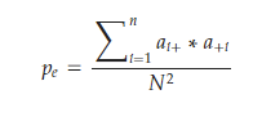 p_e = \frac{\sum_{i=1}^{n} a_{i+} * a_{+i}}{N^2}